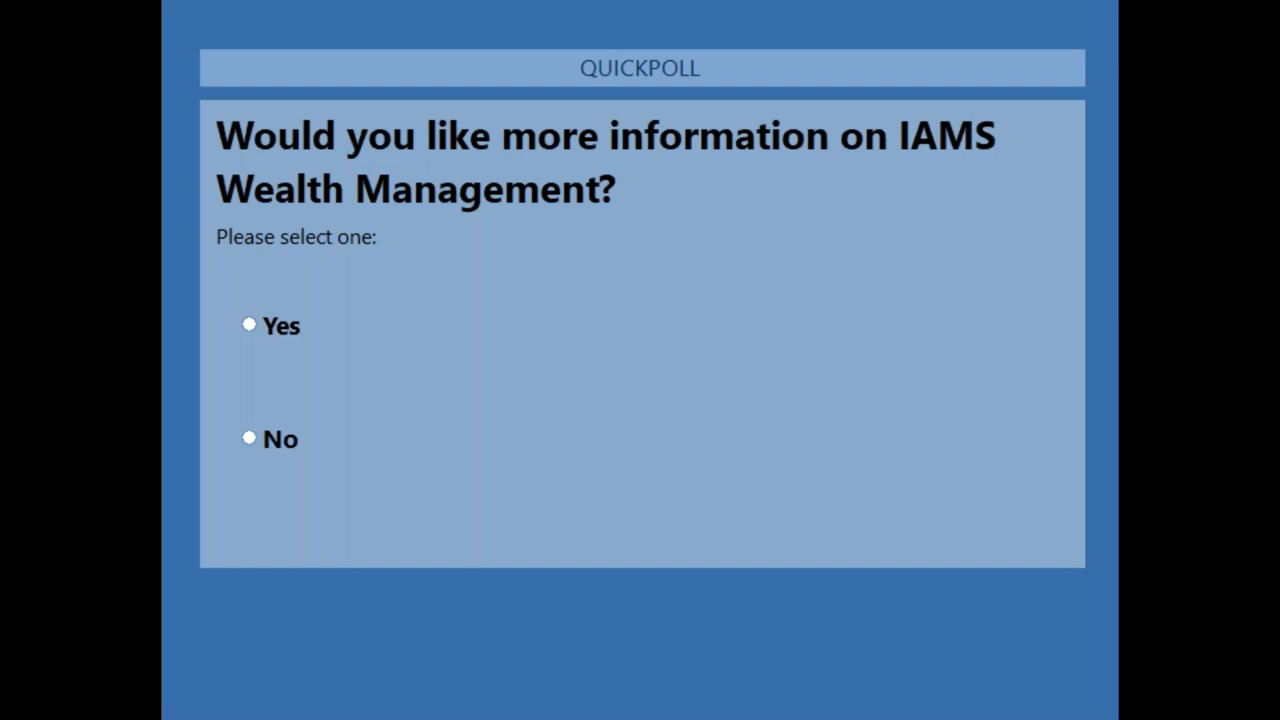 QUICKPOLL
Would you like more information on IAMS
Wealth Management?
Please select one:
Yes
No